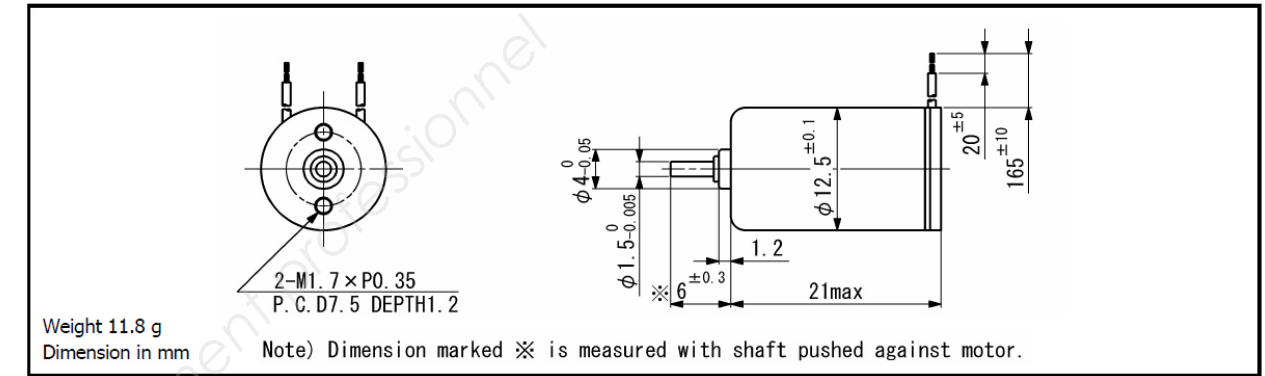 20±5
165±10
φ12.5±0.1
φ4 0 -0.05
φ1.5 0 -0.005
1.2
※6±0.3
21max
2-M1.7×P0.35
P.C.D7.5 DEPTH1.2
Weight 11.8 g
Dimension in mm
Note) Dimension marked ※ is measured with shaft pushed against motor.
ment professionnel